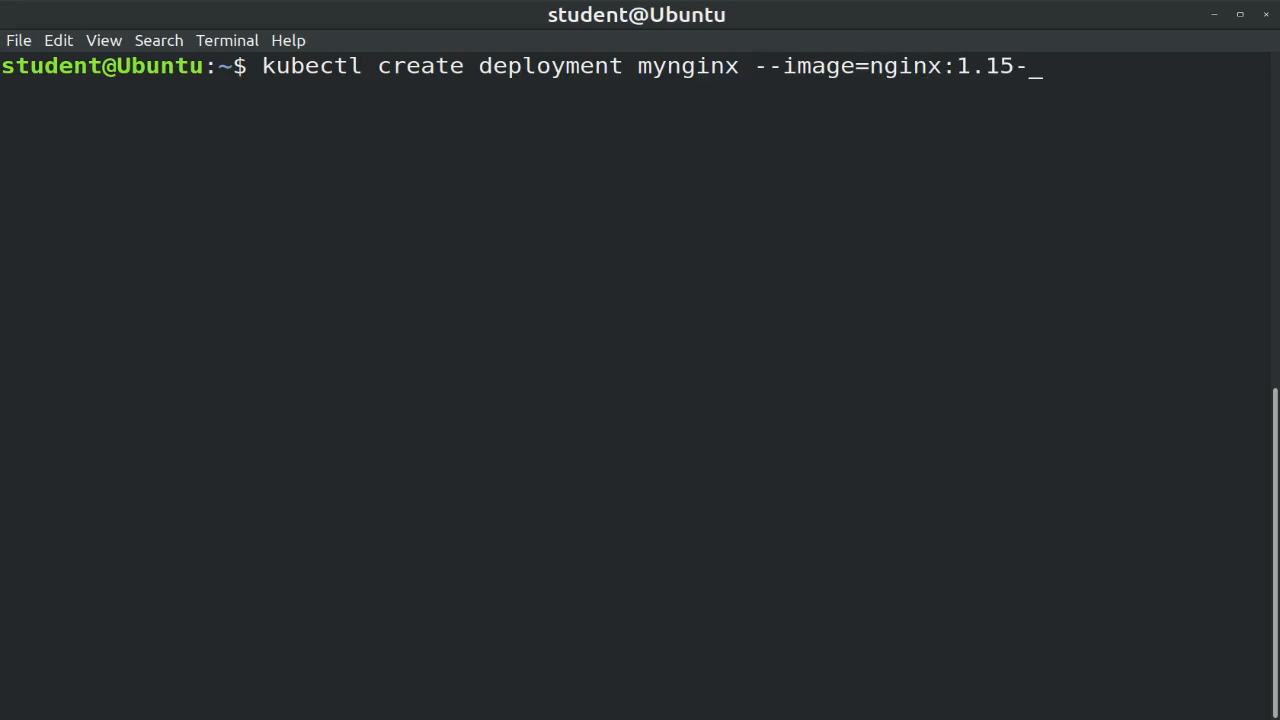 student@Ubuntu
File Edit View Search Terminal Help
student@Ubuntu:~$ kubectl create deployment mynginx --image=nginx:1.15-_